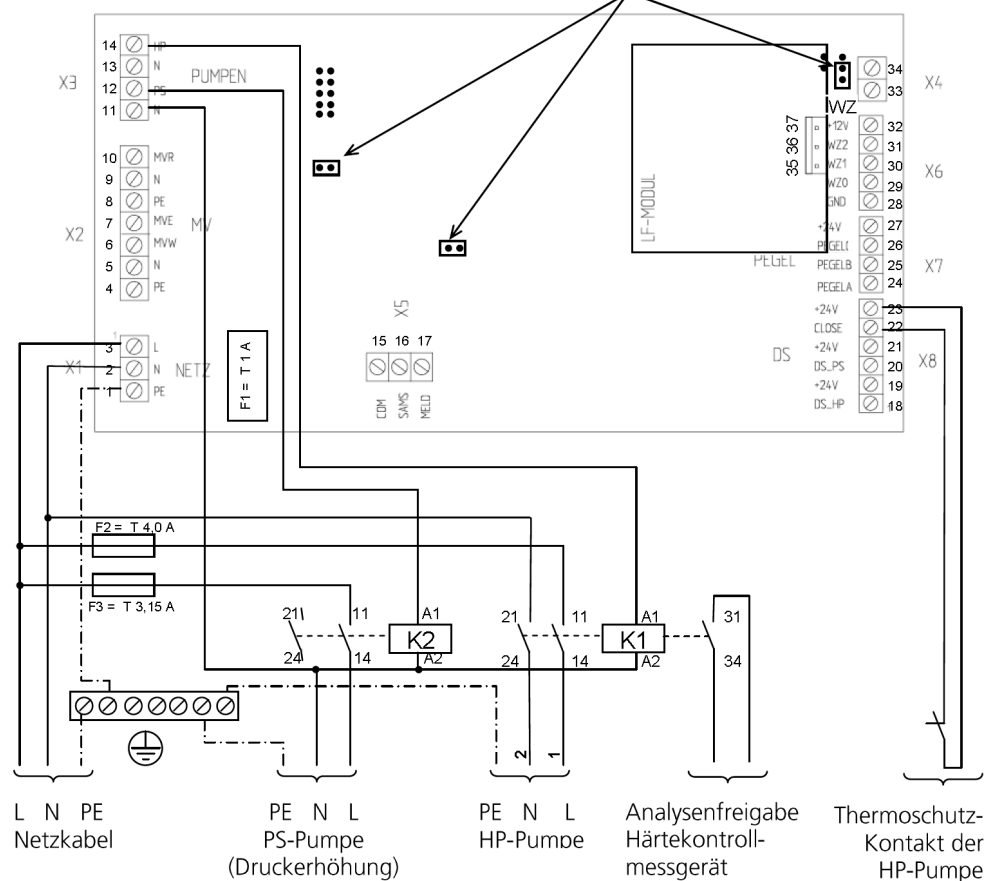 14 HP
13 N
12 PS
11 N
X3
PUMPEN
10 MVR
9 N
8 PE
7 MVE
6 MVW
5 N
4 PE
X2
MV
3 L
2 N
1 PE
X1
NETZ
F1 = T 1 A
X5
15 16 17
COM
SAMS
MELD
LF-MODUL
34
33
X4
WZ
35 36 37
+12V 32
WZ2 31
WZ1 30
WZ0 29
GND 28
X6
+24V 27
PEGELC 26
PEGELB 25
PEGELA 24
PEGEL
X7
+24V 23
CLOSE 22
+24V 21
DS_PS 20
+24V 19
DS_HP 18
DS
X8
F2 = T 4,0 A
F3 = T 3,15 A
21 11 A1
K2
24 14 A2
21 11 A1
K1
24 14 A2
31
34
2 1
L N PE
Netzkabel
PE N L
PS-Pumpe
(Druckerhöhung)
PE N L
HP-Pumpe
Analysenfreigabe
Härtekontroll-
messgerät
Thermoschutz-
Kontakt der
HP-Pumpe